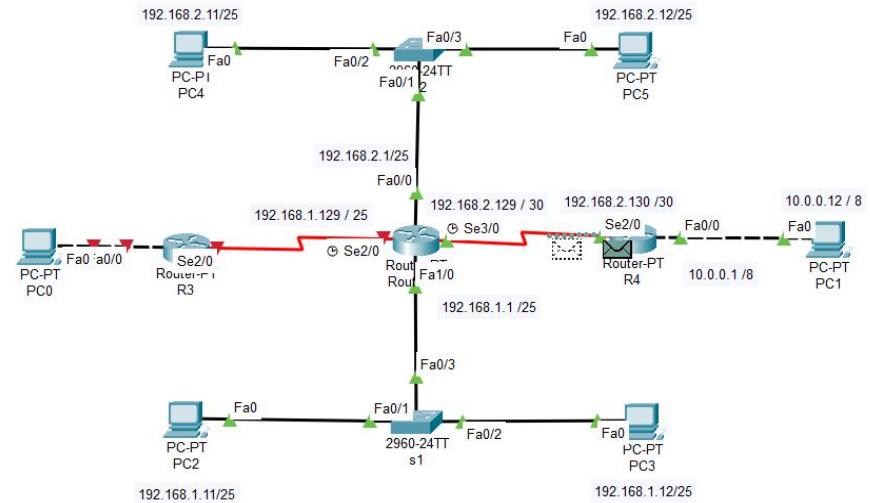 192.168.2.11/25
192.168.2.12/25
Fa0/3
Fa0
Fa0
Fa0/2
PC4
Fa0/1
PC-PT
PC5
192.168.2.1/25
Fa0/0
192.168.2.129 / 30
192.168.2.130 /30
10.0.0.12 / 8
192.168.1.129 / 25
Se3/0
Se2/0
Fa0/0
Fa0
Se2/0
Fa0
Se2/0
PC-PT
PC0
R3
Fa1/0
Router-PT
R4
10.0.0.1 /8
PC-PT
PC1
192.168.1.1 /25
Fa0/3
Fa0
Fa0/1
Fa0/2
Fa0
PC-PT
PC2
2960-24TT
s1
PC-PT
PC3
192.168.1.11/25
192.168.1.12/25